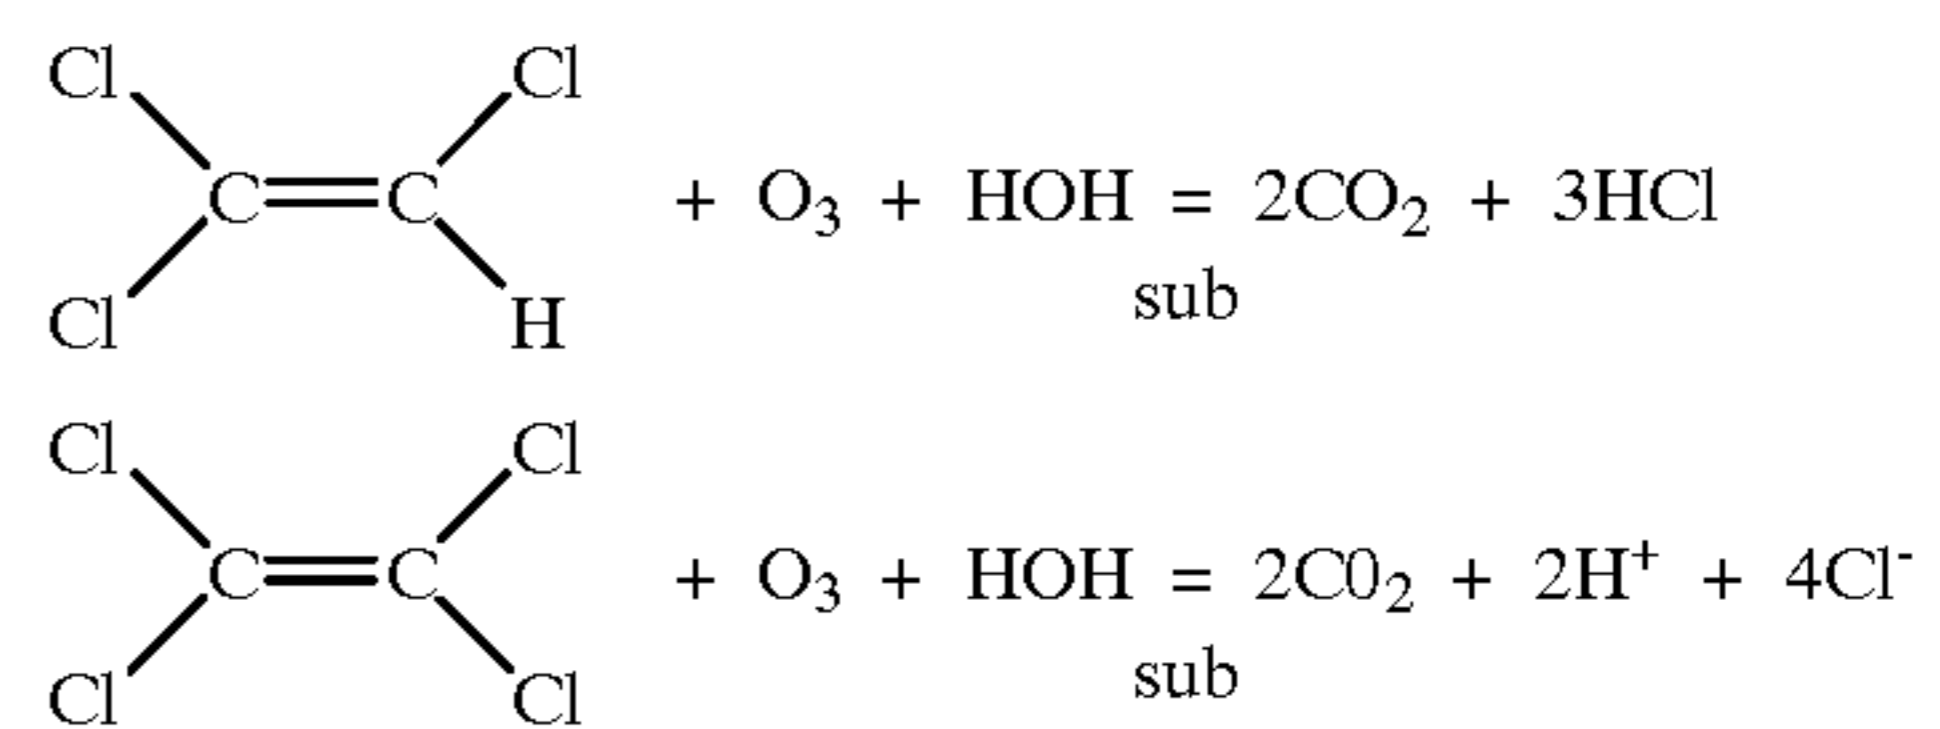 Cl Cl
C=C + O3 + HOH = 2CO2 + 3HCl
sub
Cl H
Cl Cl
C=C + O3 + HOH = 2C02 + 2H+ + 4Cl-
sub
Cl Cl